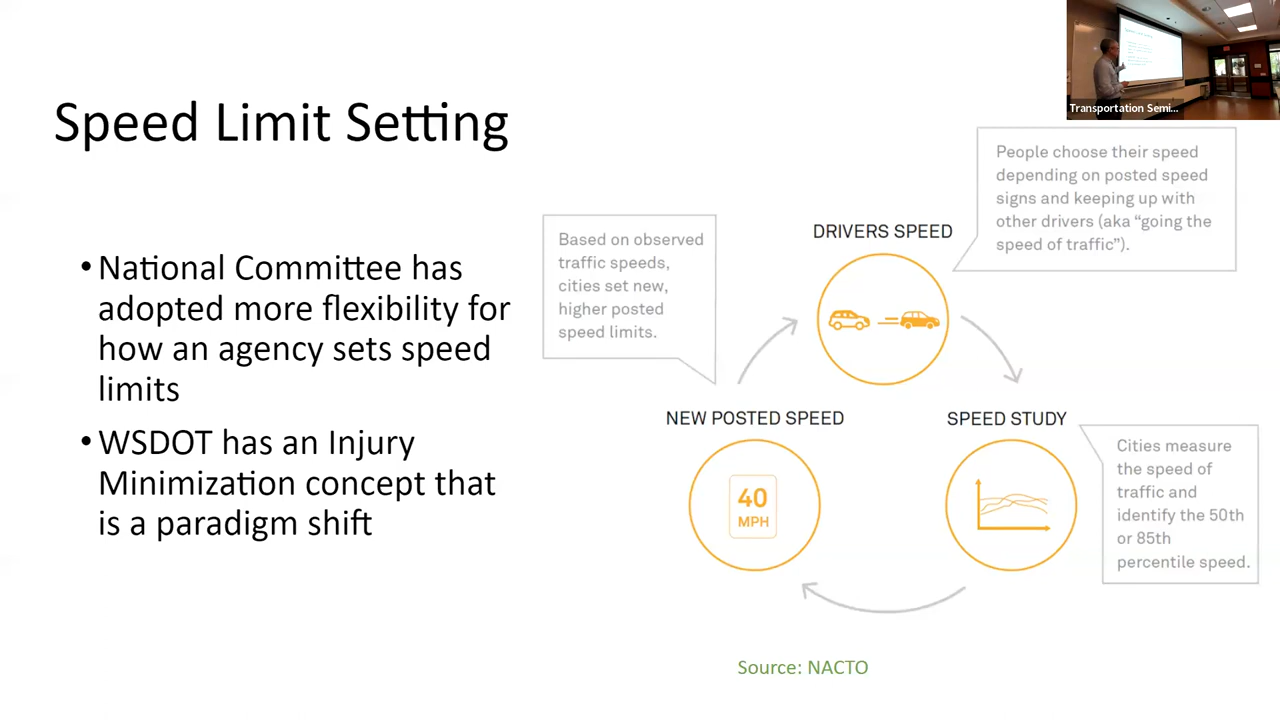 Speed Limit Setting
• National Committee has
adopted more flexibility for
how an agency sets speed
limits
• WSDOT has an Injury
Minimization concept that
is a paradigm shift
Based on observed
traffic speeds,
cities set new,
higher posted
speed limits.
DRIVERS SPEED
People choose their speed
depending on posted speed
signs and keeping up with
other drivers (aka “going the
speed of traffic”).
NEW POSTED SPEED
40
MPH
SPEED STUDY
Cities measure
the speed of
traffic and
identify the 50th
or 85th
percentile speed.
Source: NACTO
Transportation Semi...